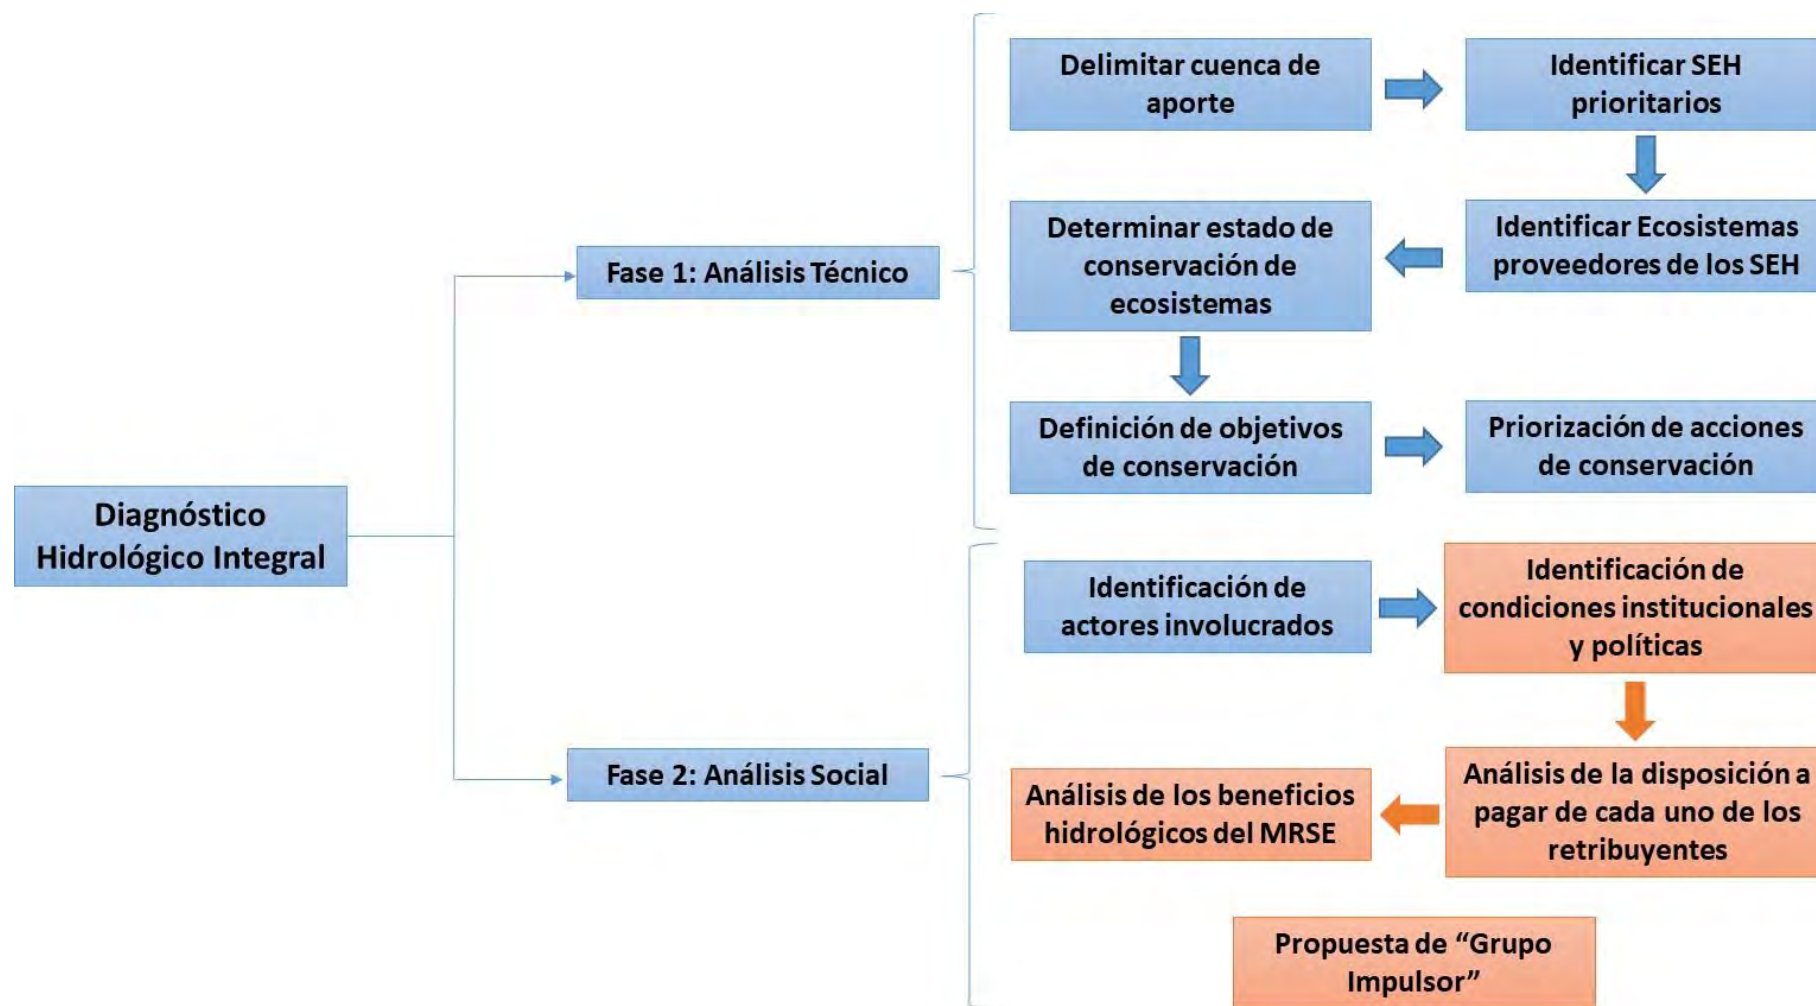 Diagnóstico
Hidrológico Integral
Fase 1: Análisis Técnico
Delimitar cuenca de
aporte
Identificar SEH
prioritarios
Identificar Ecosistemas
proveedores de los SEH
Determinar estado de
conservación de
ecosistemas
Definición de objetivos
de conservación
Priorización de acciones
de conservación
Fase 2: Análisis Social
Identificación de
actores involucrados
Identificación de
condiciones institucionales
y políticas
Análisis de la disposición a
pagar de cada uno de los
retribuyentes
Análisis de los beneficios
hidrológicos del MRSE
Propuesta de “Grupo
Impulsor”